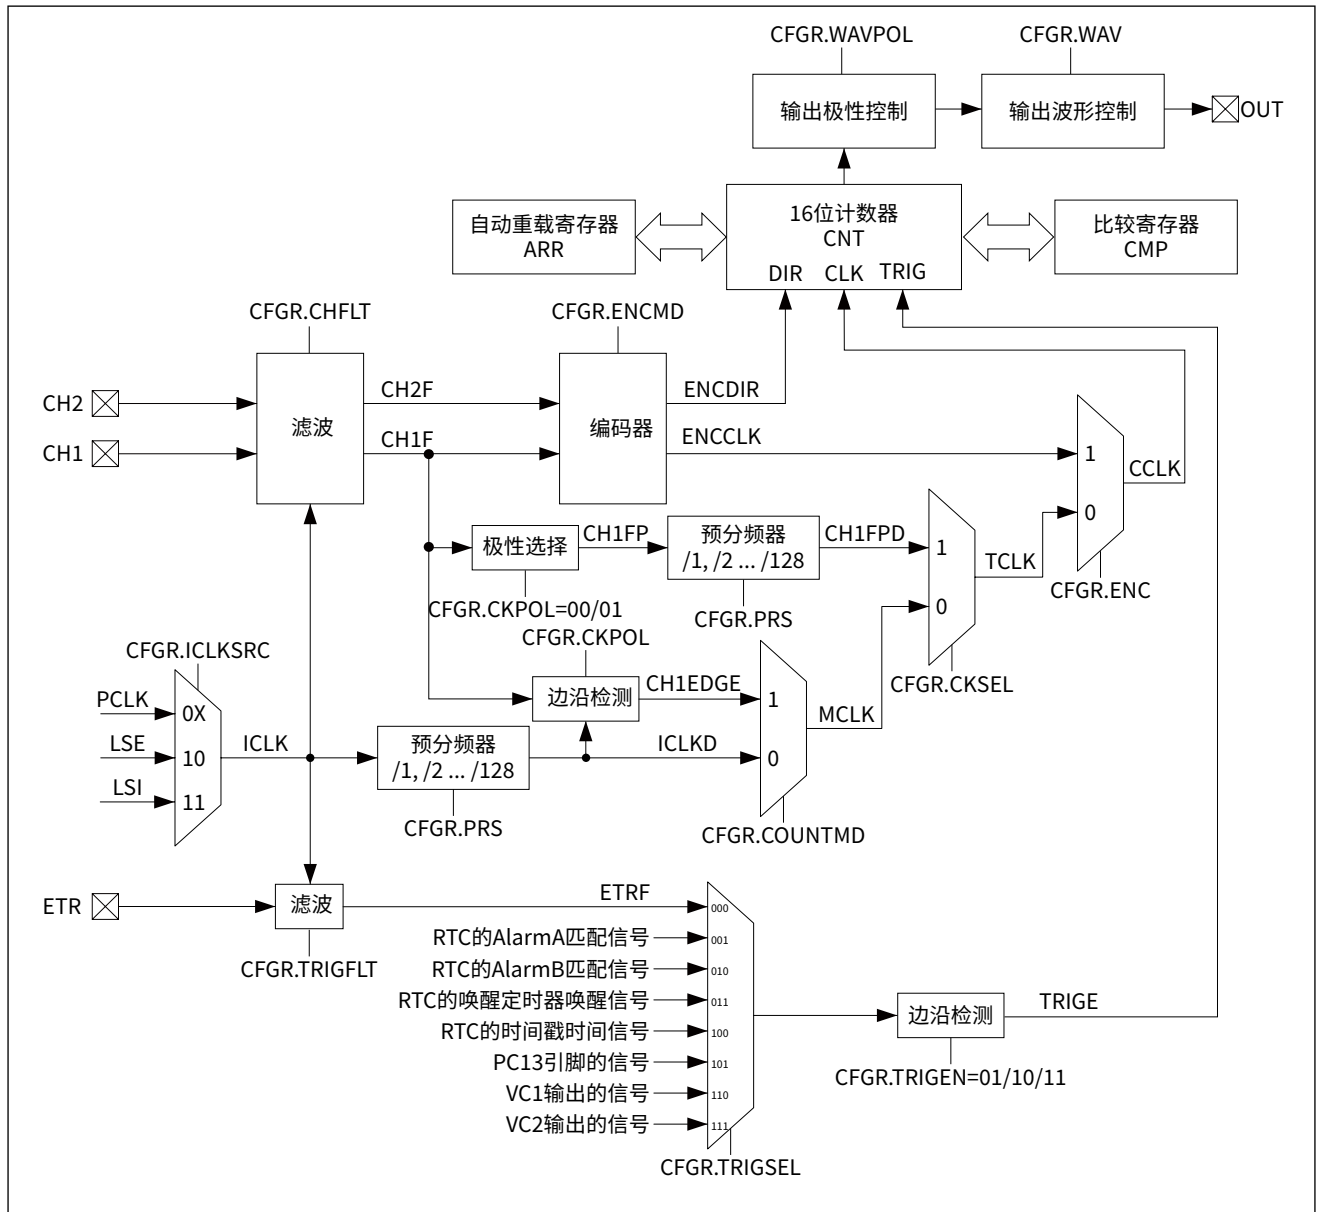 CFGR.WAVPOL
CFGR.WAV
输出极性控制
输出波形控制
OUT
自动重载寄存器
ARR
16位计数器
CNT
DIR
CLK
TRIG
比较寄存器
CMP
CFGR.CHFLT
CFGR.ENCMD
CH2
CH1
滤波
CH2F
CH1F
编码器
ENCDIR
ENCCLK
1
0
CCLK
CFGR.ENC
极性选择
CH1FP
预分频器
/1, /2 ... /128
CH1FPD
1
0
TCLK
CFGR.CKPOL=00/01
CFGR.PRS
CFGR.CKPOL
CFGR.CKSEL
CFGR.ICLKSRC
PCLK
LSE
LSI
0X
10
11
ICLK
边沿检测
CH1EDGE
预分频器
/1, /2 ... /128
ICLKD
1
0
MCLK
CFGR.PRS
CFGR.COUNTMD
ETR
滤波
ETRF
CFGR.TRIGFLT
000
RTC的AlarmA匹配信号
001
RTC的AlarmB匹配信号
010
RTC的唤醒定时器唤醒信号
011
RTC的时间戳时间信号
100
PC13引脚的信号
101
VC1输出的信号
110
VC2输出的信号
111
CFGR.TRIGSEL
边沿检测
TRIGE
CFGR.TRIGEN=01/10/11